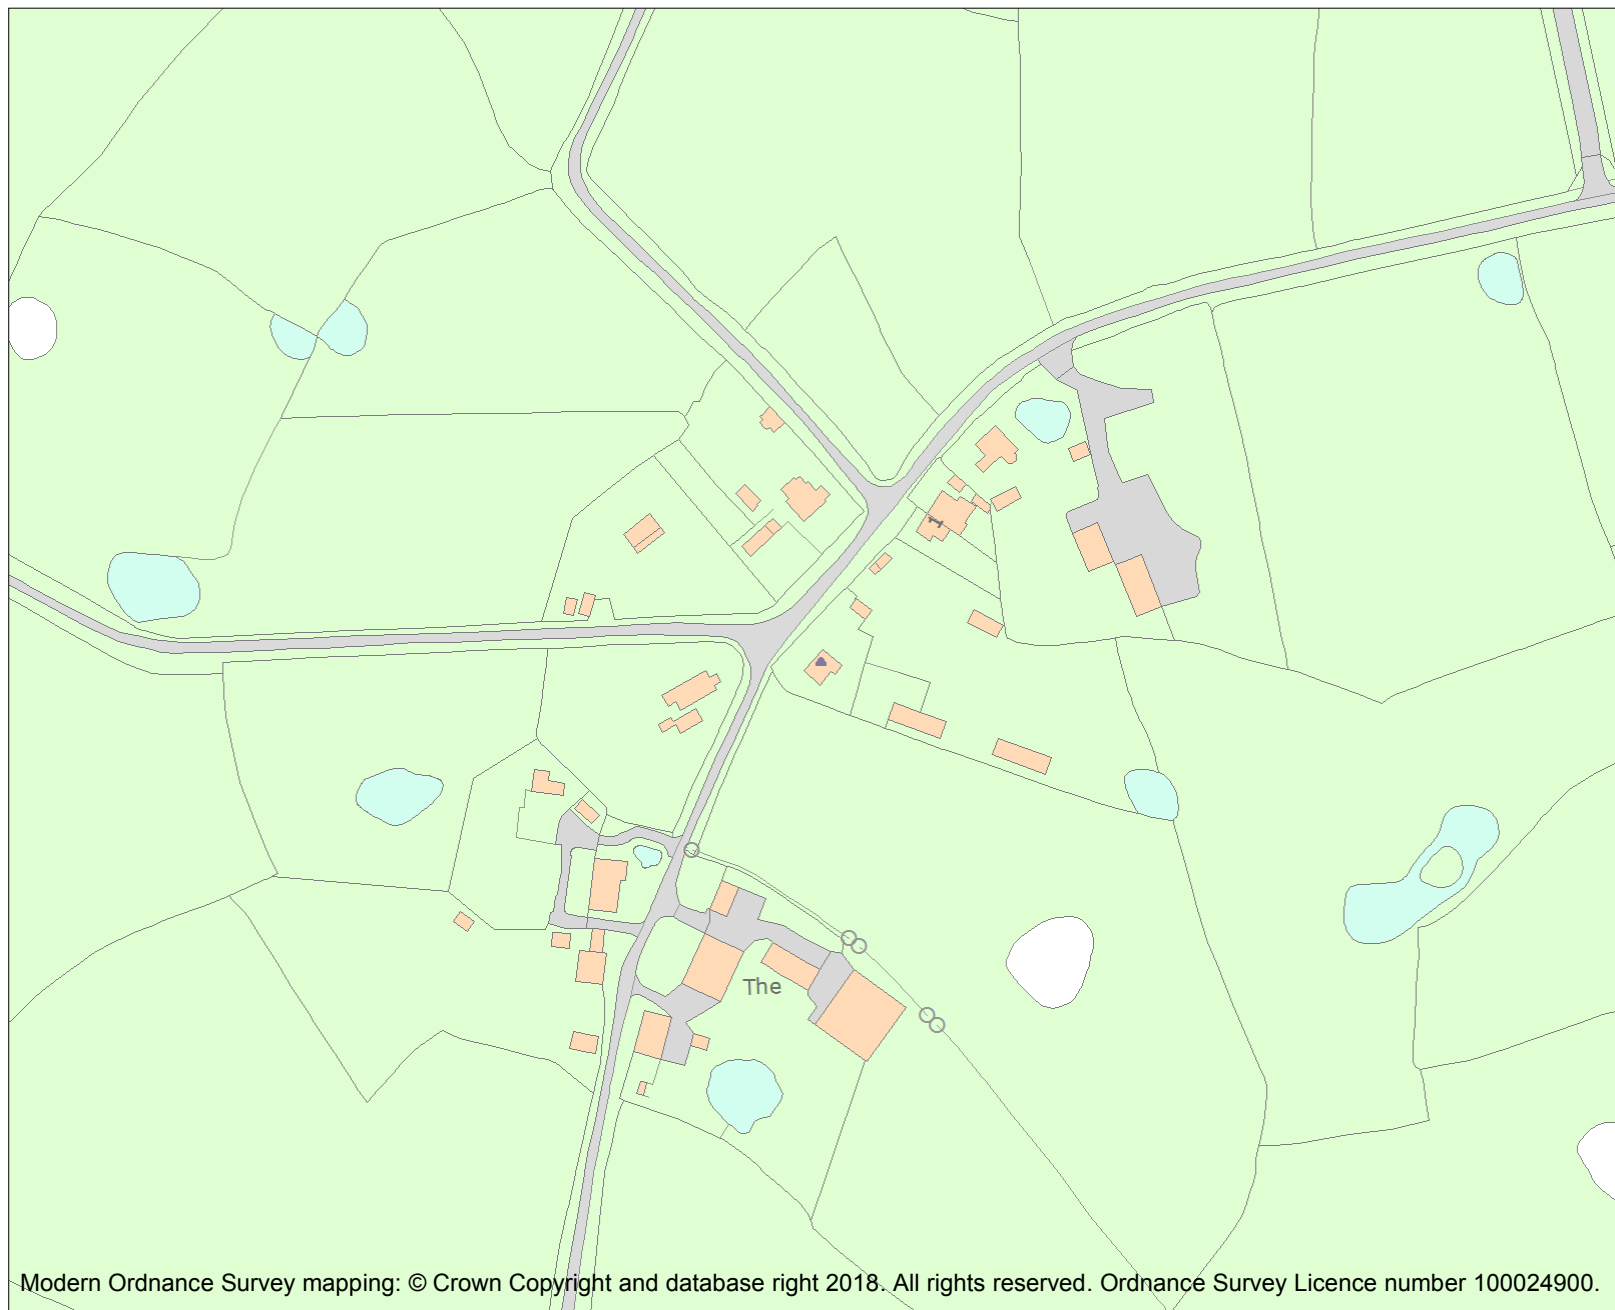 1
The
Modern Ordnance Survey mapping: © Crown Copyright and database right 2018. All rights reserved. Ordnance Survey Licence number 100024900.